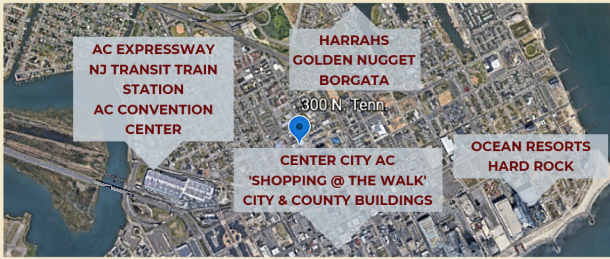 AC EXPRESSWAY
NJ TRANSIT TRAIN
STATION
AC CONVENTION
CENTER
HARRAHS
GOLDEN NUGGET
BORGATA
300 N. Tenn.
CENTER CITY AC
'SHOPPING @ THE WALK'
CITY & COUNTY BUILDINGS
OCEAN RESORTS
HARD ROCK